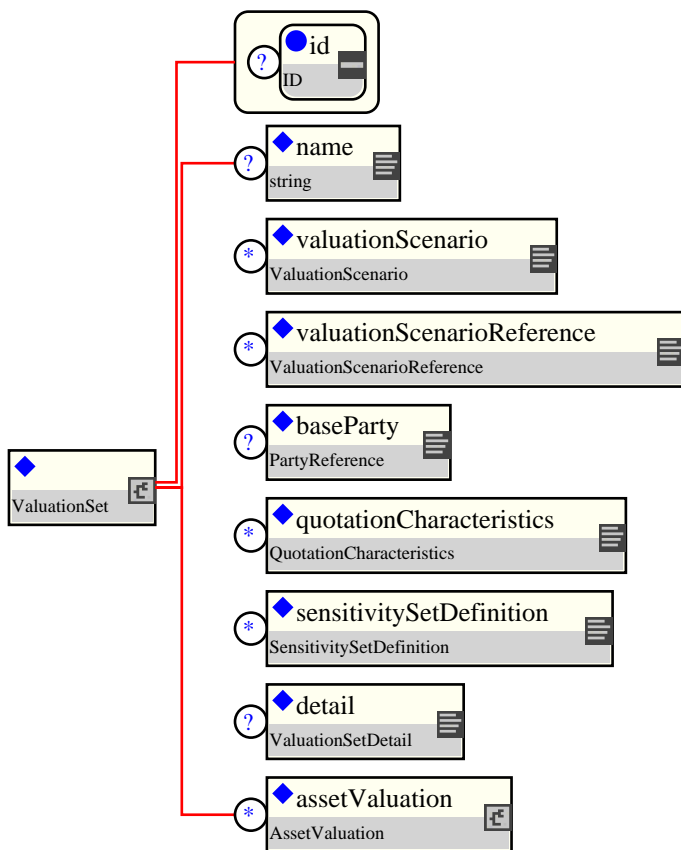 ? id
ID
? name
string
* valuationScenario
ValuationScenario
* valuationScenarioReference
ValuationScenarioReference
? baseParty
PartyReference
ValuationSet
* quotationCharacteristics
QuotationCharacteristics
* sensitivitySetDefinition
SensitivitySetDefinition
? detail
ValuationSetDetail
* assetValuation
AssetValuation